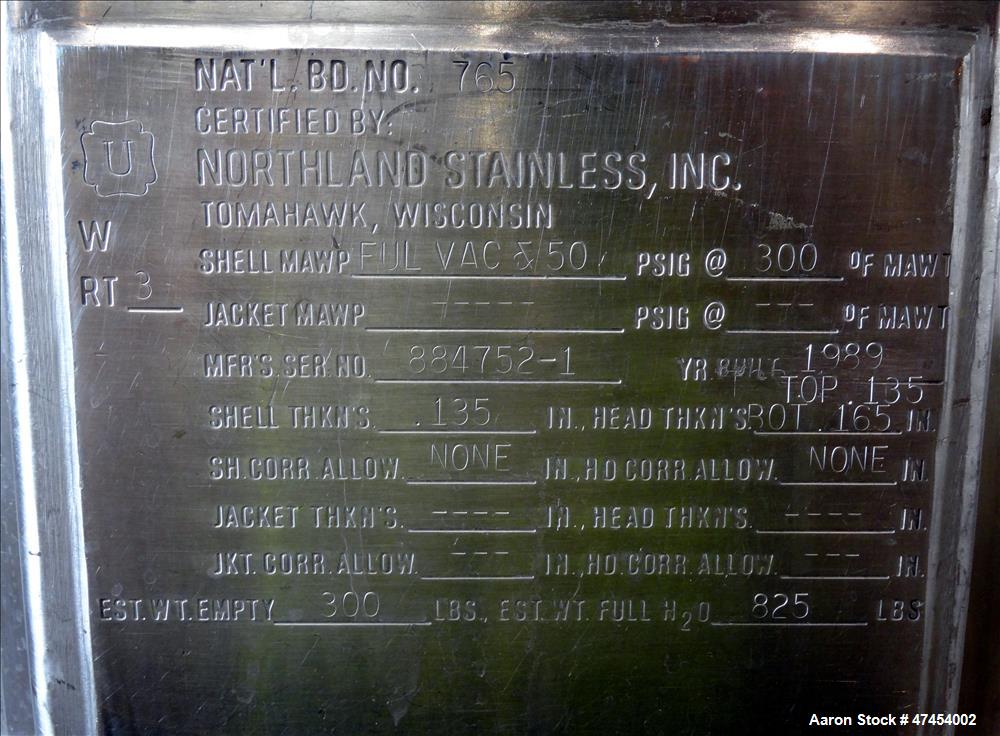 NAT'L. BD. NO. 765
CERTIFIED BY:
U
NORTHLAND STAINLESS, INC.
TOMAHAWK, WISCONSIN
W
SHELL MAWP FUL VAC & 50 PSIG @ 300 °F MAWT
RT 3
JACKET MAWP ----- PSIG @ --- °F MAWT
MFR'S. SER. NO. 884752-1 YR BUILT 1989
TOP .135
SHELL THKN'S. .135 IN., HEAD THKN'S BOT .165 IN.
SH. CORR. ALLOW. NONE IN., HD CORR. ALLOW. NONE IN.
JACKET THKN'S. ---- IN., HEAD THKN'S. ---- IN.
JKT. CORR. ALLOW. --- IN., HD. CORR. ALLOW. --- IN.
EST. WT. EMPTY 300 LBS., EST. WT. FULL H2O 825 LBS
Aaron Stock # 47454002